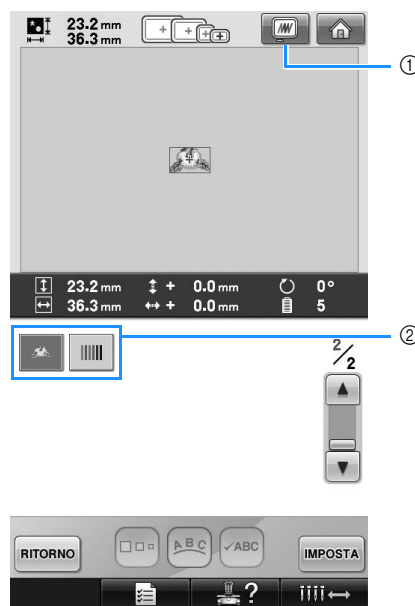 23.2 mm
36.3 mm
①
23.2 mm + 0.0 mm 0°
36.3 mm + 0.0 mm 5
②
2/2
RITORNO ABC ✓ABC IMPOSTA
?